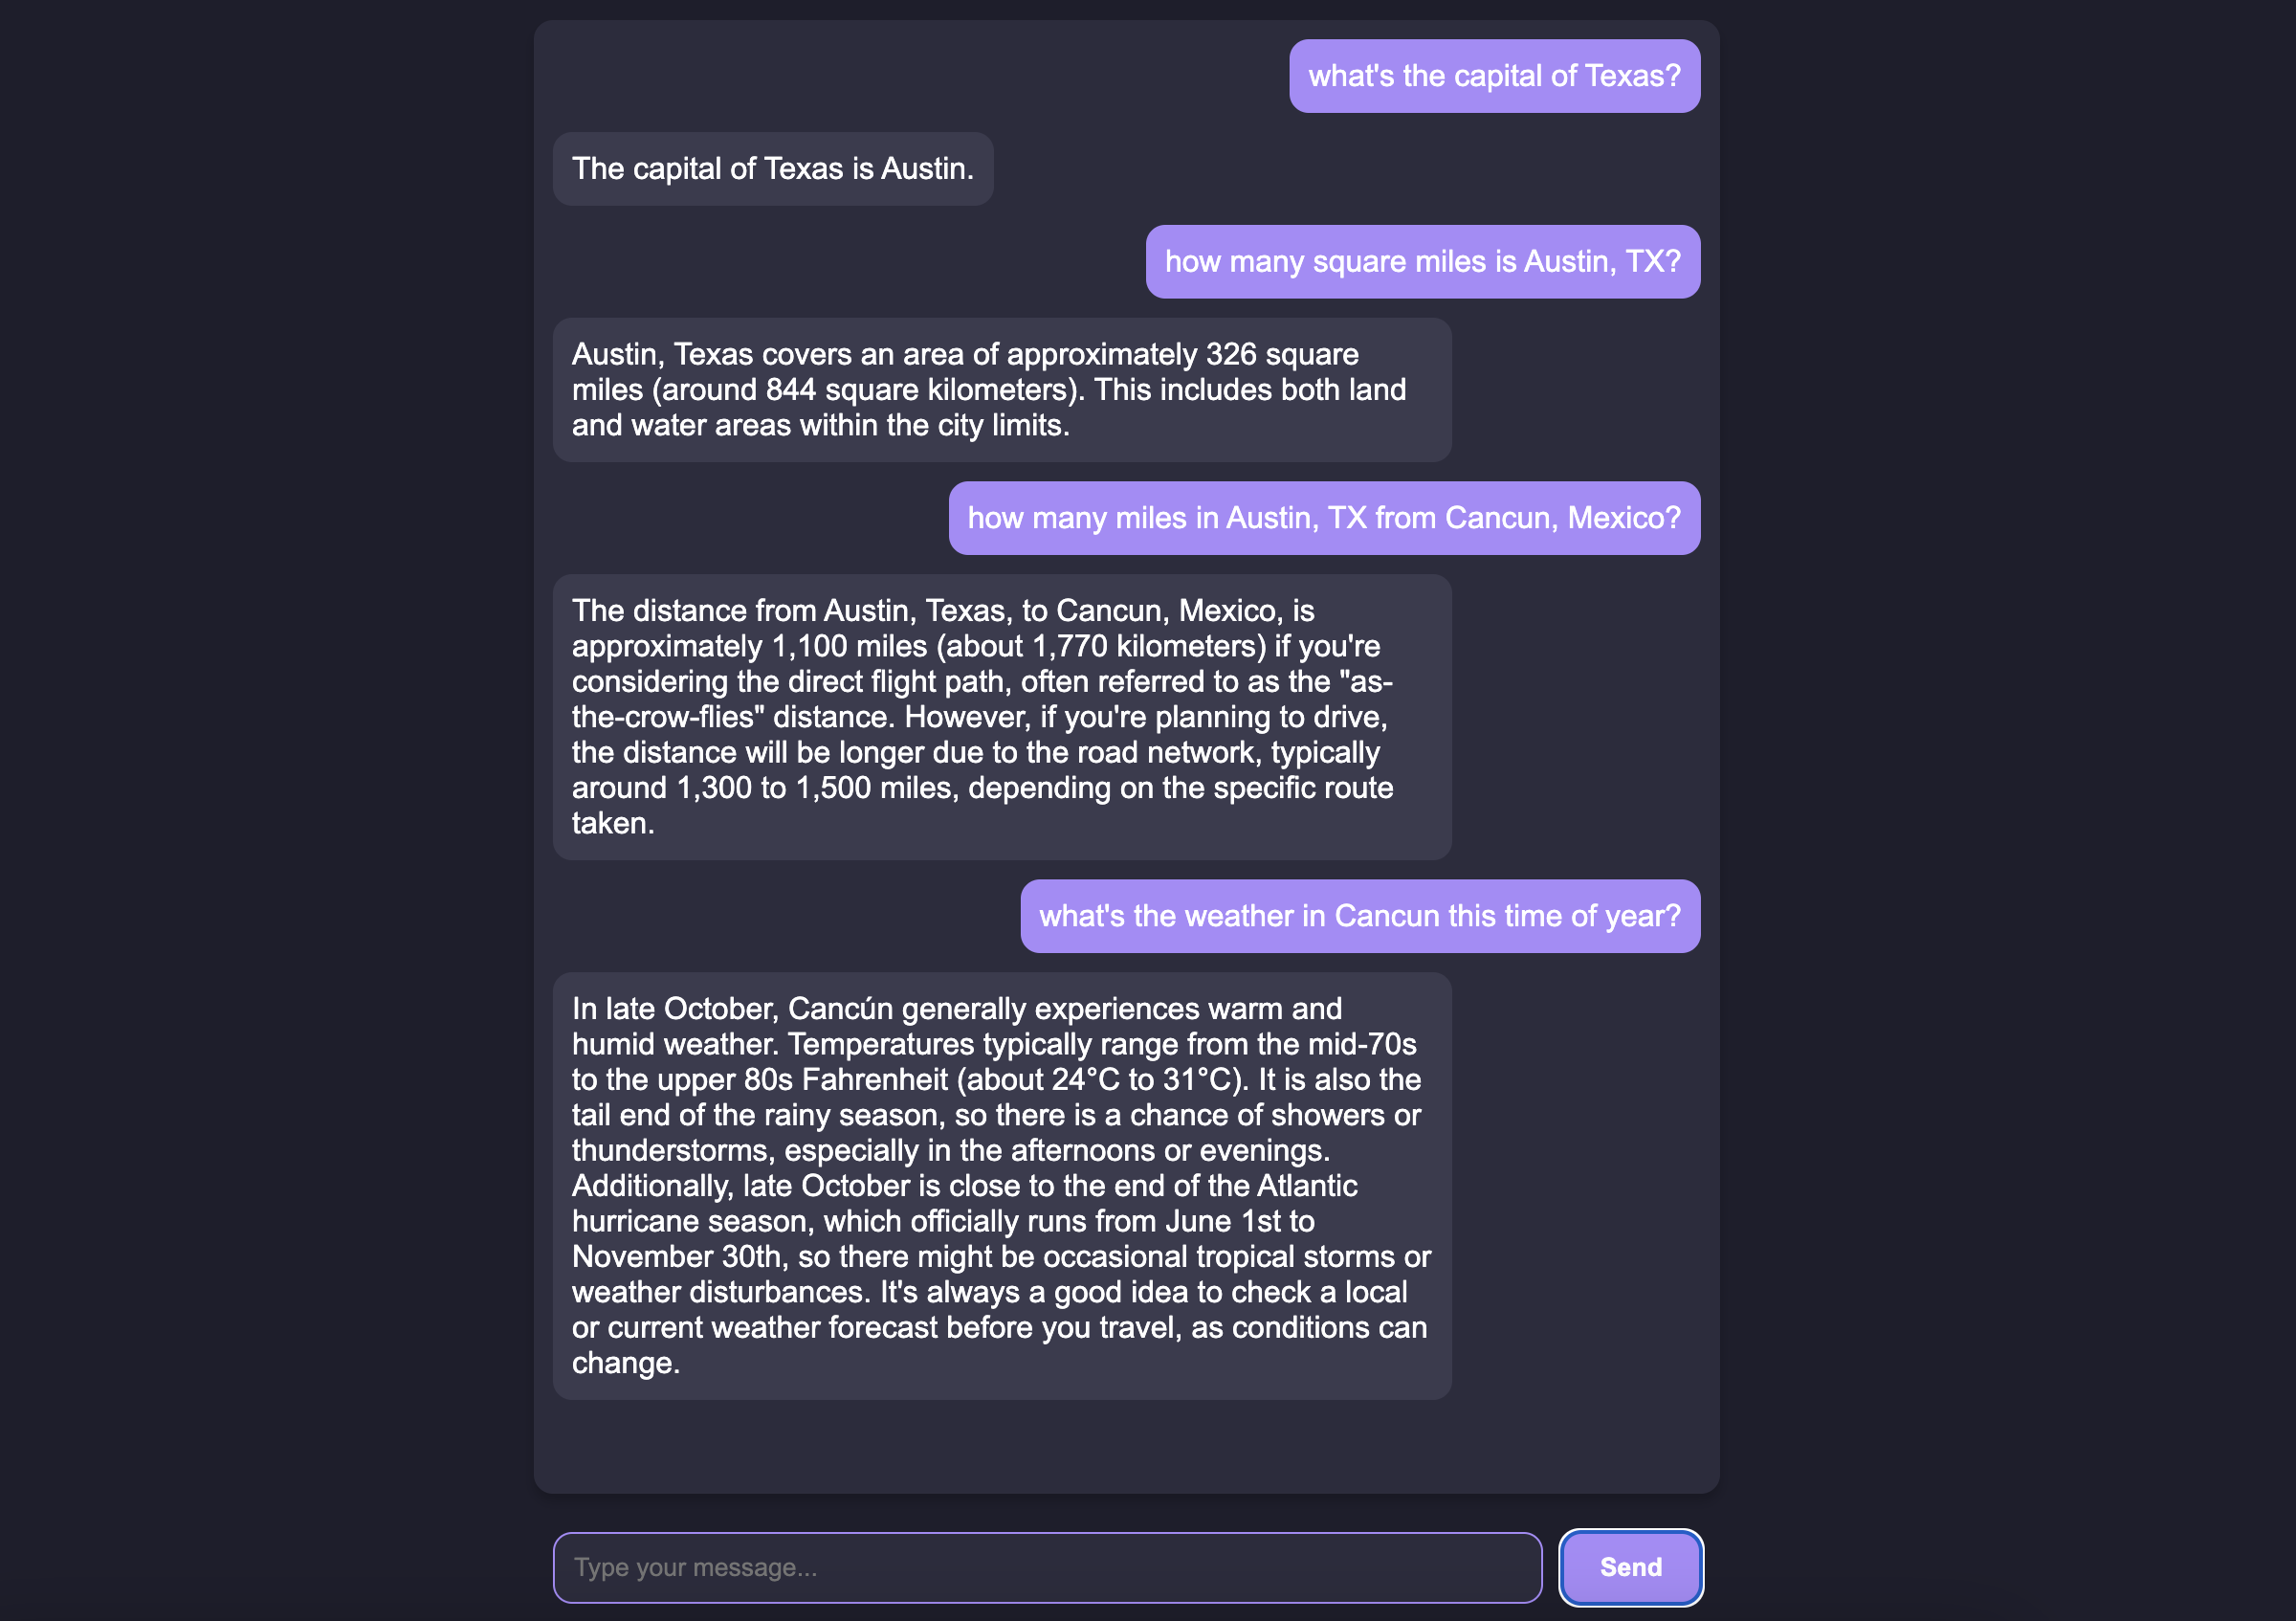 what's the capital of Texas?
The capital of Texas is Austin.
how many square miles is Austin, TX?
Austin, Texas covers an area of approximately 326 square
miles (around 844 square kilometers). This includes both land
and water areas within the city limits.
how many miles in Austin, TX from Cancun, Mexico?
The distance from Austin, Texas, to Cancun, Mexico, is
approximately 1,100 miles (about 1,770 kilometers) if you're
considering the direct flight path, often referred to as the "as-
the-crow-flies" distance. However, if you're planning to drive,
the distance will be longer due to the road network, typically
around 1,300 to 1,500 miles, depending on the specific route
taken.
what's the weather in Cancun this time of year?
In late October, Cancún generally experiences warm and
humid weather. Temperatures typically range from the mid-70s
to the upper 80s Fahrenheit (about 24°C to 31°C). It is also the
tail end of the rainy season, so there is a chance of showers or
thunderstorms, especially in the afternoons or evenings.
Additionally, late October is close to the end of the Atlantic
hurricane season, which officially runs from June 1st to
November 30th, so there might be occasional tropical storms or
weather disturbances. It's always a good idea to check a local
or current weather forecast before you travel, as conditions can
change.
Type your message...
Send